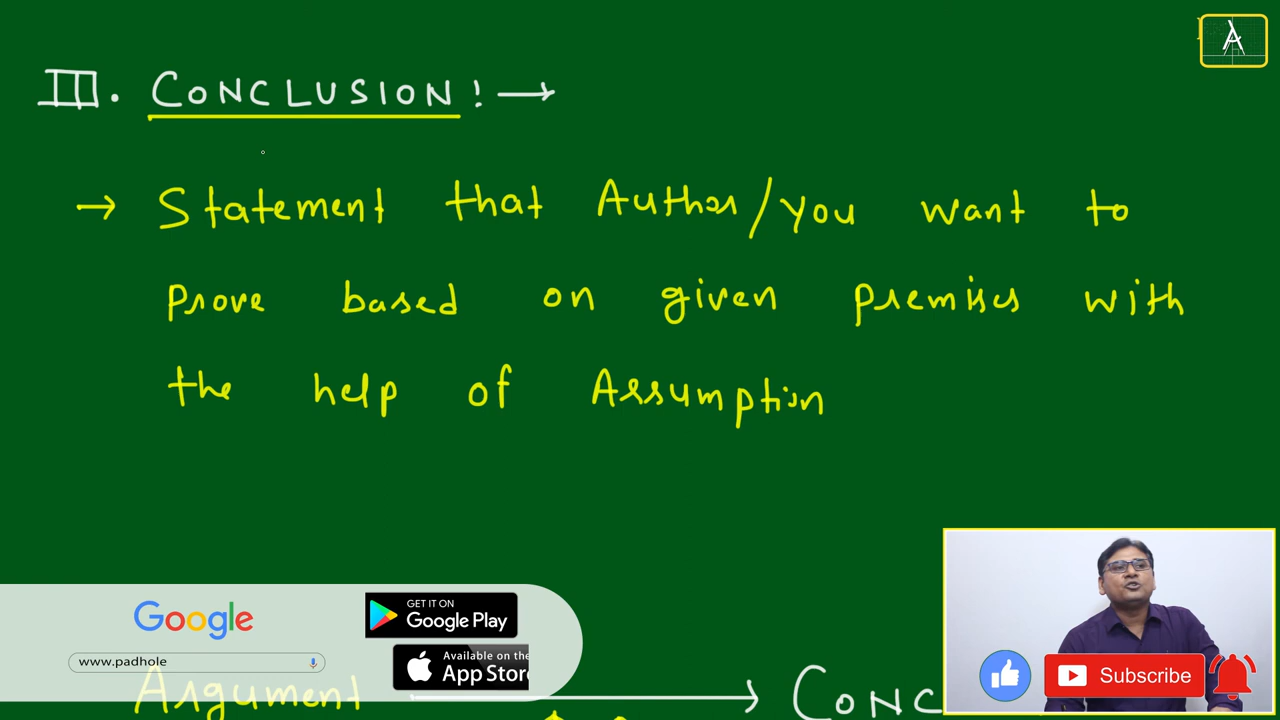 III. CONCLUSION: →
→ Statement that Author/you want to
prove based on given premises with
the help of Assumption
Google
GET IT ON
Google Play
www.padhole
Available on the
App Store
Subscribe
Argument → CONC